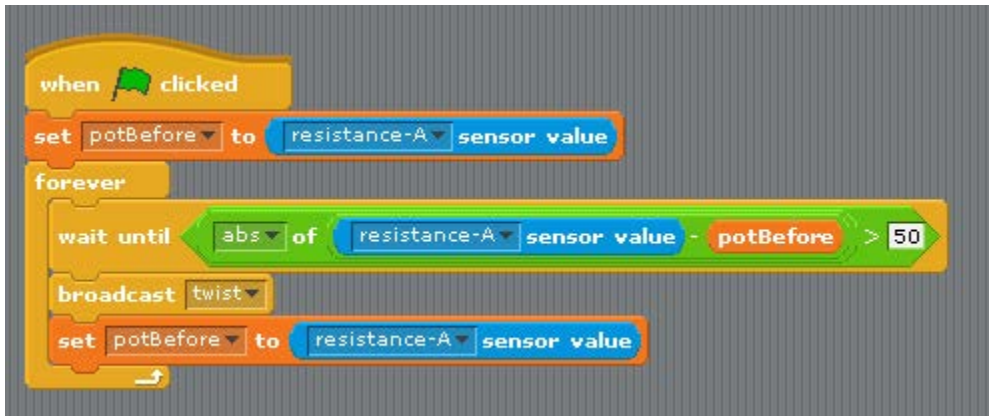 when clicked
set potBefore to resistance-A sensor value
forever
wait until abs of resistance-A sensor value - potBefore > 50
broadcast twist
set potBefore to resistance-A sensor value